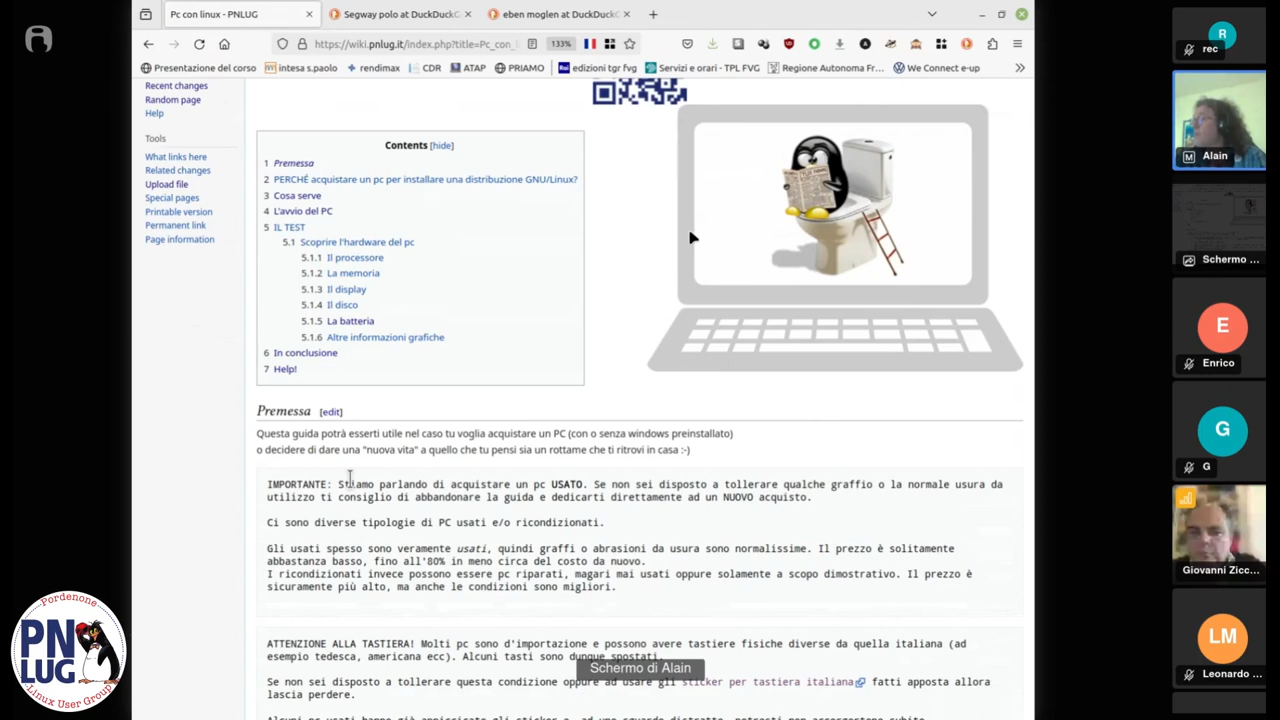 Pc con linux - PNLUG
Segway polo at DuckDuckG
eben moglen at DuckDuck
https://wiki.pnlug.it/index.php?title=Pc_con_l
133%
Presentazione del corso
intesa s.paolo
rendimax
CDR
ATAP
PRIAMO
edizioni tgr fvg
Servizi e orari - TPL FVG
Regione Autonoma Fr...
We Connect e-up
Recent changes
Random page
Help
Tools
What links here
Related changes
Upload file
Special pages
Printable version
Permanent link
Page information
Contents [hide]
1 Premessa
2 PERCHÉ acquistare un pc per installare una distribuzione GNU/Linux?
3 Cosa serve
4 L'avvio del PC
5 IL TEST
5.1 Scoprire l'hardware del pc
5.1.1 Il processore
5.1.2 La memoria
5.1.3 Il display
5.1.4 Il disco
5.1.5 La batteria
5.1.6 Altre informazioni grafiche
6 In conclusione
7 Help!
Premessa [edit]
Questa guida potrà esserti utile nel caso tu voglia acquistare un PC (con o senza windows preinstallato)
o decidere di dare una "nuova vita" a quello che tu pensi sia un rottame che ti ritrovi in casa :-)
IMPORTANTE: Stiamo parlando di acquistare un pc USATO. Se non sei disposto a tollerare qualche graffio o la normale usura da
utilizzo ti consiglio di abbandonare la guida e dedicarti direttamente ad un NUOVO acquisto.
Ci sono diverse tipologie di PC usati e/o ricondizionati.
Gli usati spesso sono veramente usati, quindi graffi o abrasioni da usura sono normalissime. Il prezzo è solitamente
abbastanza basso, fino all'80% in meno circa del costo da nuovo.
I ricondizionati invece possono essere pc riparati, magari mai usati oppure solamente a scopo dimostrativo. Il prezzo è
sicuramente più alto, ma anche le condizioni sono migliori.
ATTENZIONE ALLA TASTIERA! Molti pc sono d'importazione e possono avere tastiere fisiche diverse da quella italiana (ad
esempio tedesca, americana ecc). Alcuni tasti sono dunque spostati.
Se non sei disposto a tollerare questa condizione oppure ad usare gli sticker per tastiera italiana fatti apposta allora
lascia perdere.
Schermo di Alain
Pordenone
PN
LUG
Linux User Group
R
rec
M Alain
Schermo ...
E
Enrico
G
G
Giovanni Zicc...
LM
Leonardo ...